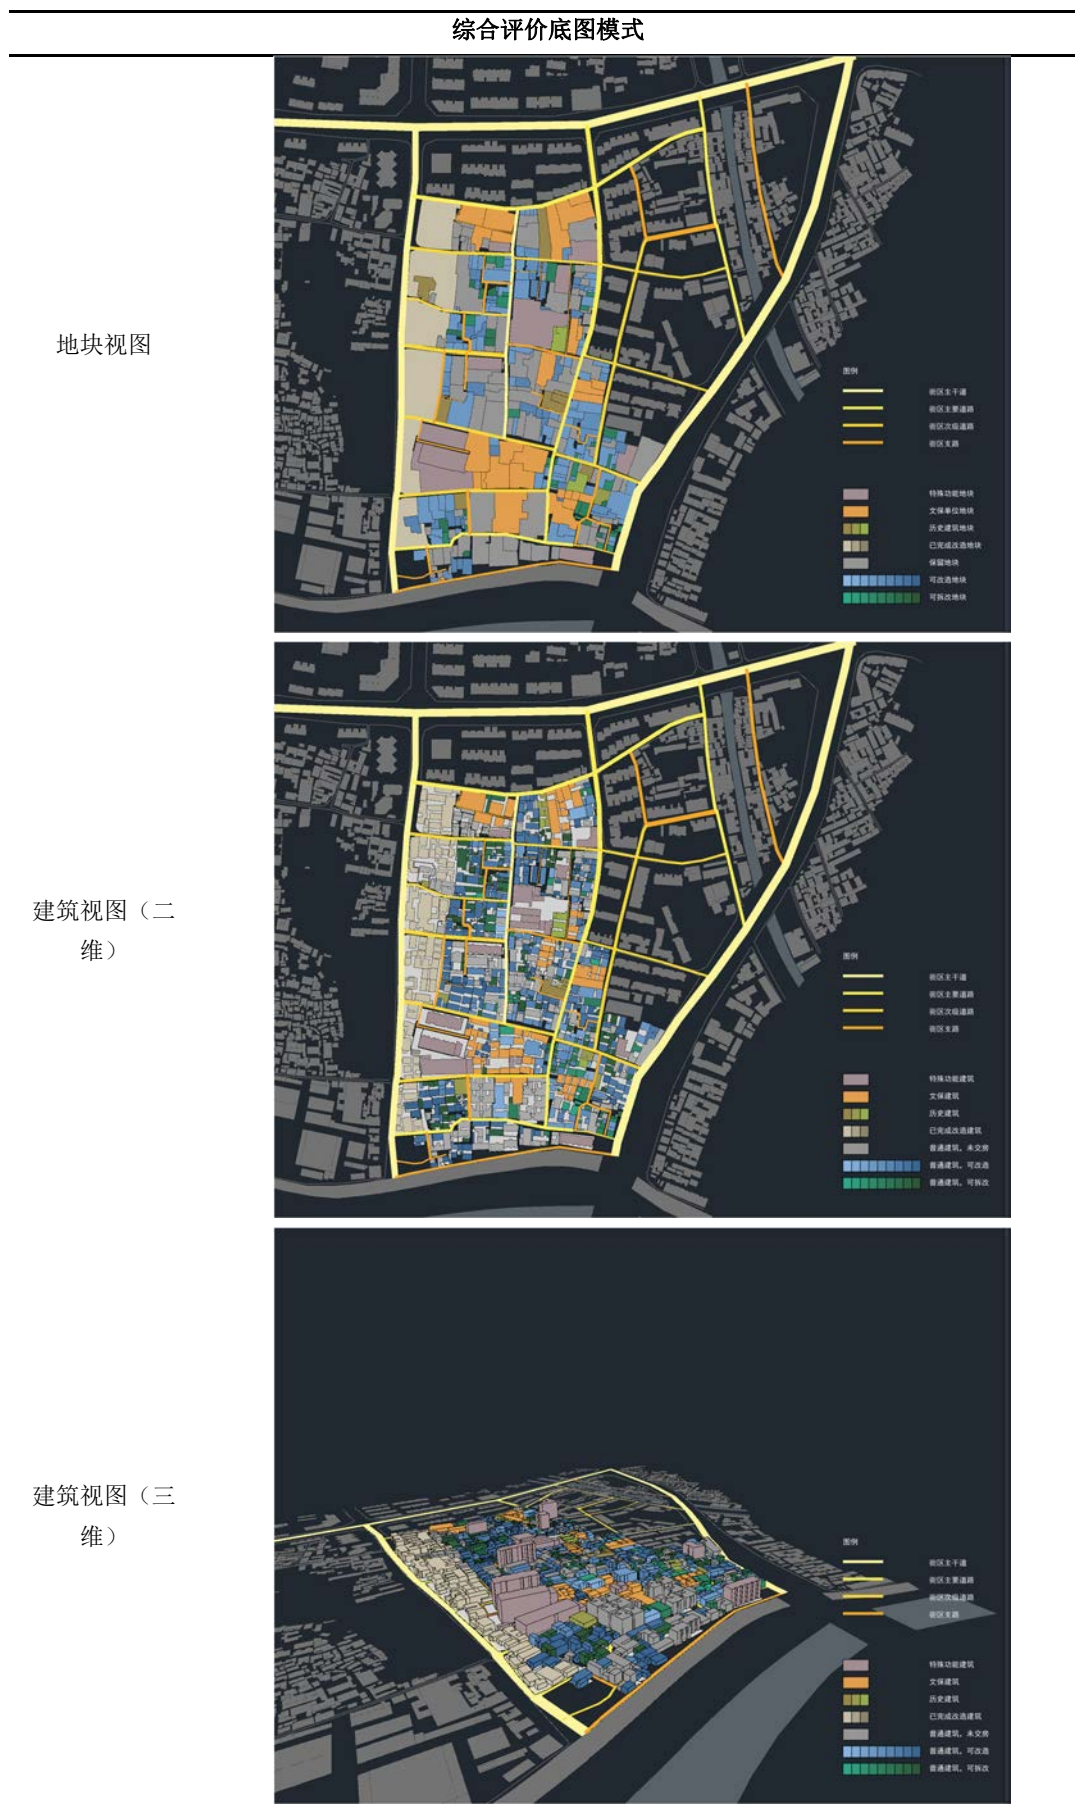 综合评价底图模式
地块视图
图例
街区主干道
街区主要道路
街区次级道路
街区支路
特殊功能地块
文保单位地块
历史建筑地块
已完成改造地块
保留地块
可改造地块
可拆改地块
建筑视图（二
维）
图例
街区主干道
街区主要道路
街区次级道路
街区支路
特殊功能建筑
文保建筑
历史建筑
已完成改造建筑
普通建筑，未交房
普通建筑，可改造
普通建筑，可拆改
建筑视图（三
维）
图例
街区主干道
街区主要道路
街区次级道路
街区支路
特殊功能建筑
文保建筑
历史建筑
已完成改造建筑
普通建筑，未交房
普通建筑，可改造
普通建筑，可拆改